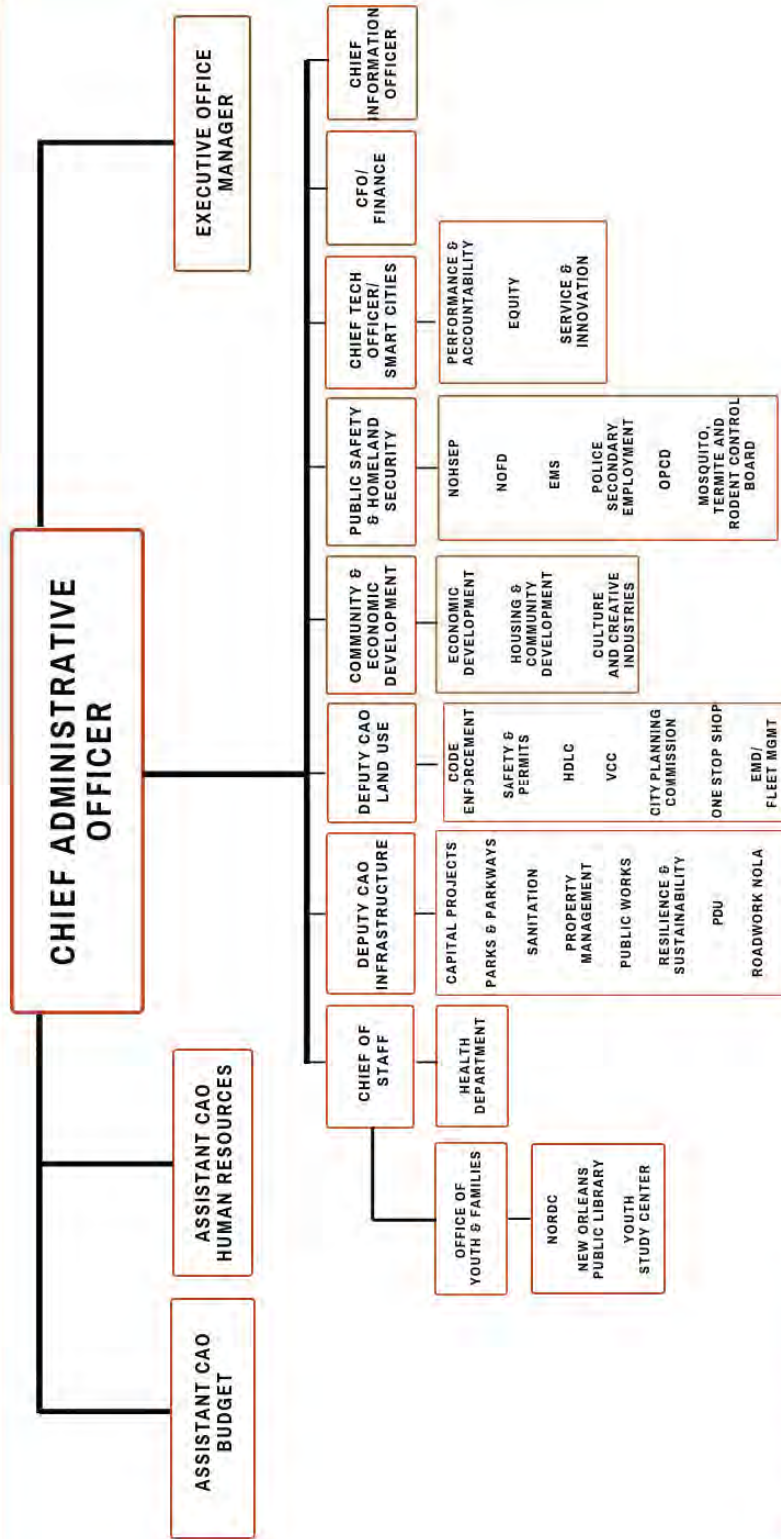 CHIEF ADMINISTRATIVE
OFFICER
ASSISTANT CAO
BUDGET
ASSISTANT CAO
HUMAN RESOURCES
EXECUTIVE OFFICE
MANAGER
CHIEF OF
STAFF
DEPUTY CAO
INFRASTRUCTURE
DEPUTY CAO
LAND USE
COMMUNITY &
ECONOMIC
DEVELOPMENT
PUBLIC SAFETY
& HOMELAND
SECURITY
CHIEF TECH
OFFICER/
SMART CITIES
CFO/
FINANCE
CHIEF
INFORMATION
OFFICER
OFFICE OF
YOUTH & FAMILIES
HEALTH
DEPARTMENT
NORDC
NEW ORLEANS
PUBLIC LIBRARY
YOUTH
STUDY CENTER
CAPITAL PROJECTS
PARKS & PARKWAYS
SANITATION
PROPERTY
MANAGEMENT
PUBLIC WORKS
RESILIENCE &
SUSTAINABILITY
PDU
ROADWORK NOLA
CODE
ENFORCEMENT
SAFETY &
PERMITS
HDLC
VCC
CITY PLANNING
COMMISSION
ONE STOP SHOP
EMD/
FLEET MGMT
ECONOMIC
DEVELOPMENT
HOUSING &
COMMUNITY
DEVELOPMENT
CULTURE
AND CREATIVE
INDUSTRIES
NOHSEP
NOFD
EMS
POLICE
SECONDARY
EMPLOYMENT
OPCD
MOSQUITO,
TERMITE AND
RODENT CONTROL
BOARD
PERFORMANCE &
ACCOUNTABILITY
EQUITY
SERVICE &
INNOVATION